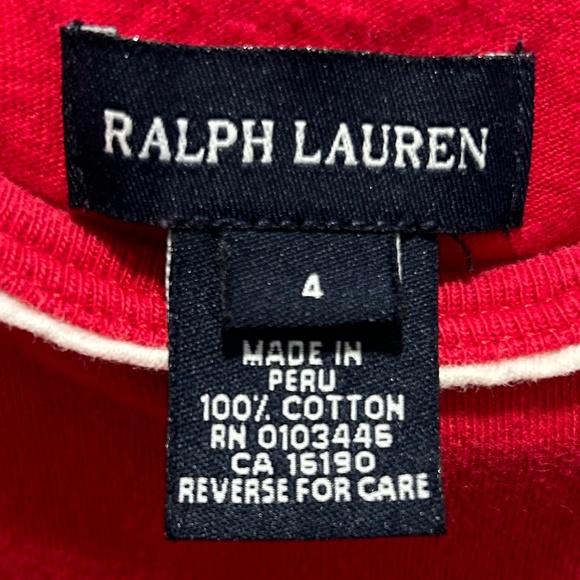 RALPH LAUREN
4
MADE IN
PERU
100% COTTON
RN 0103446
CA 16190
REVERSE FOR CARE